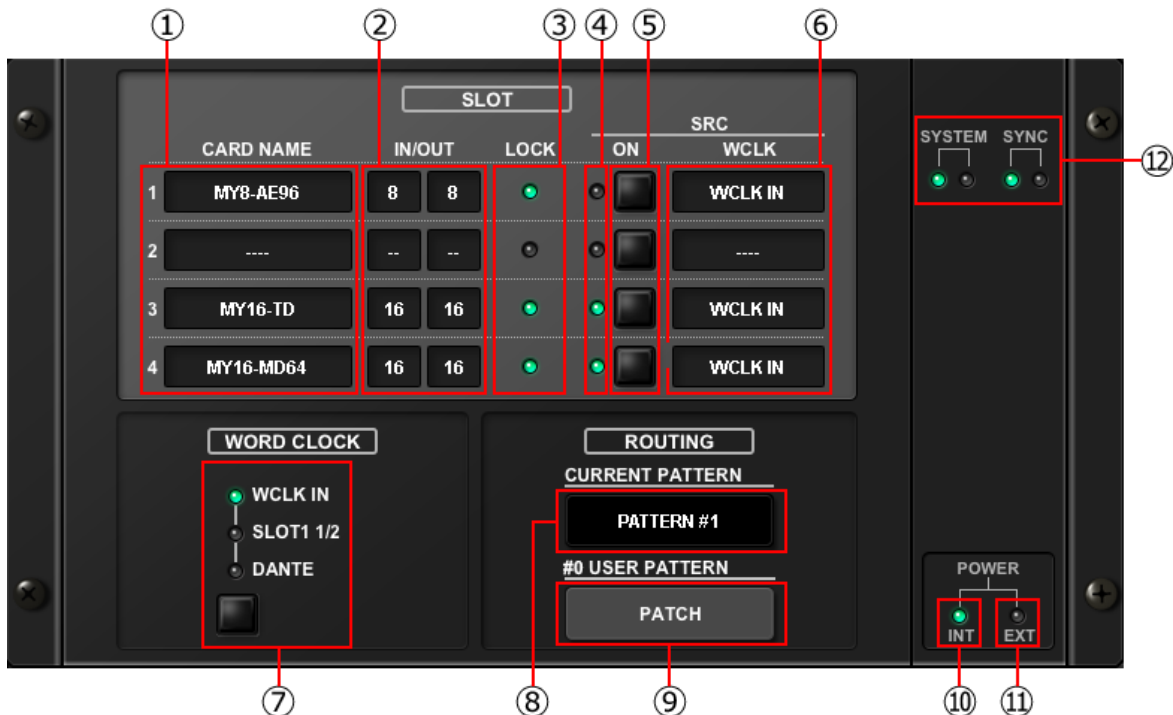 ① ② ③ ④ ⑤ ⑥
SLOT
SRC
CARD NAME IN/OUT LOCK ON WCLK
1 MY8-AE96 8 8 WCLK IN
2 ---- -- -- ----
3 MY16-TD 16 16 WCLK IN
4 MY16-MD64 16 16 WCLK IN
SYSTEM SYNC
⑫
WORD CLOCK
WCLK IN
SLOT1 1/2
DANTE
ROUTING
CURRENT PATTERN
PATTERN #1
#0 USER PATTERN
PATCH
POWER
INT EXT
⑦ ⑧ ⑨ ⑩ ⑪